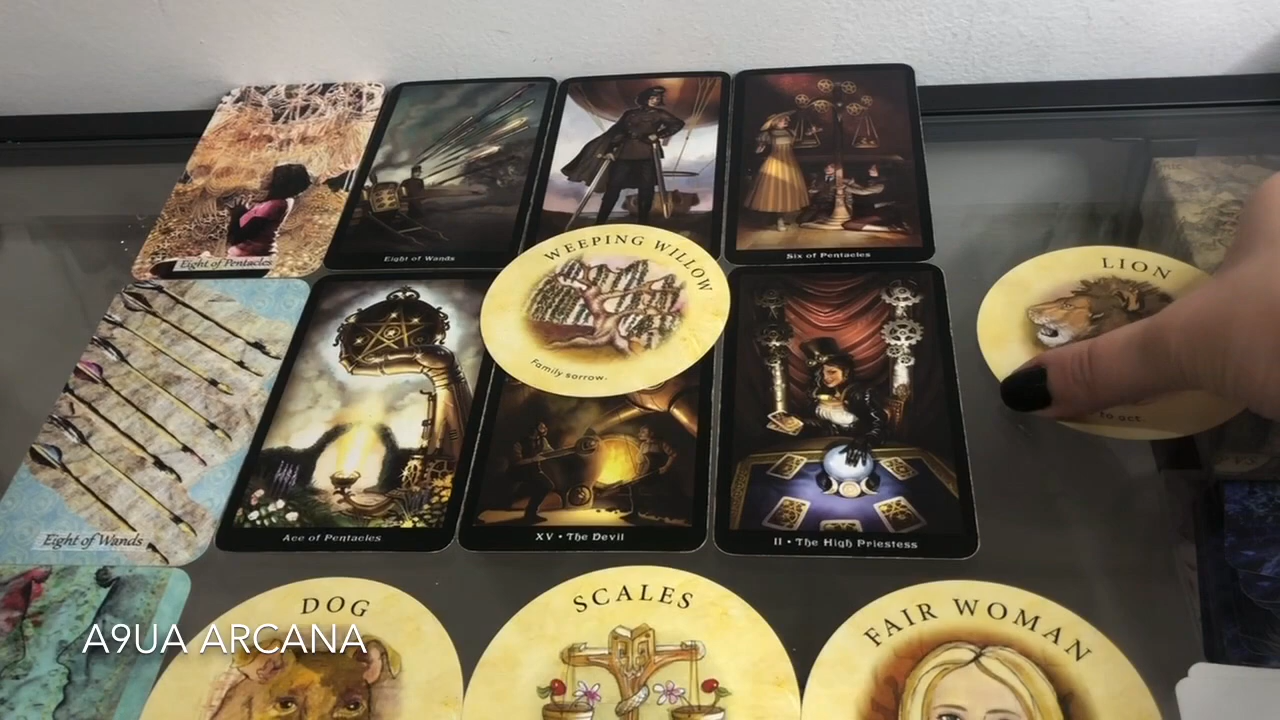 Eight of Pentacles
Eight of Wands
Six of Pentacles
WEEPING WILLOW
Family sorrow.
LION
to act.
Eight of Wands
Ace of Pentacles
XV • The Devil
II • The High Priestess
DOG
SCALES
FAIR WOMAN
A9UA ARCANA